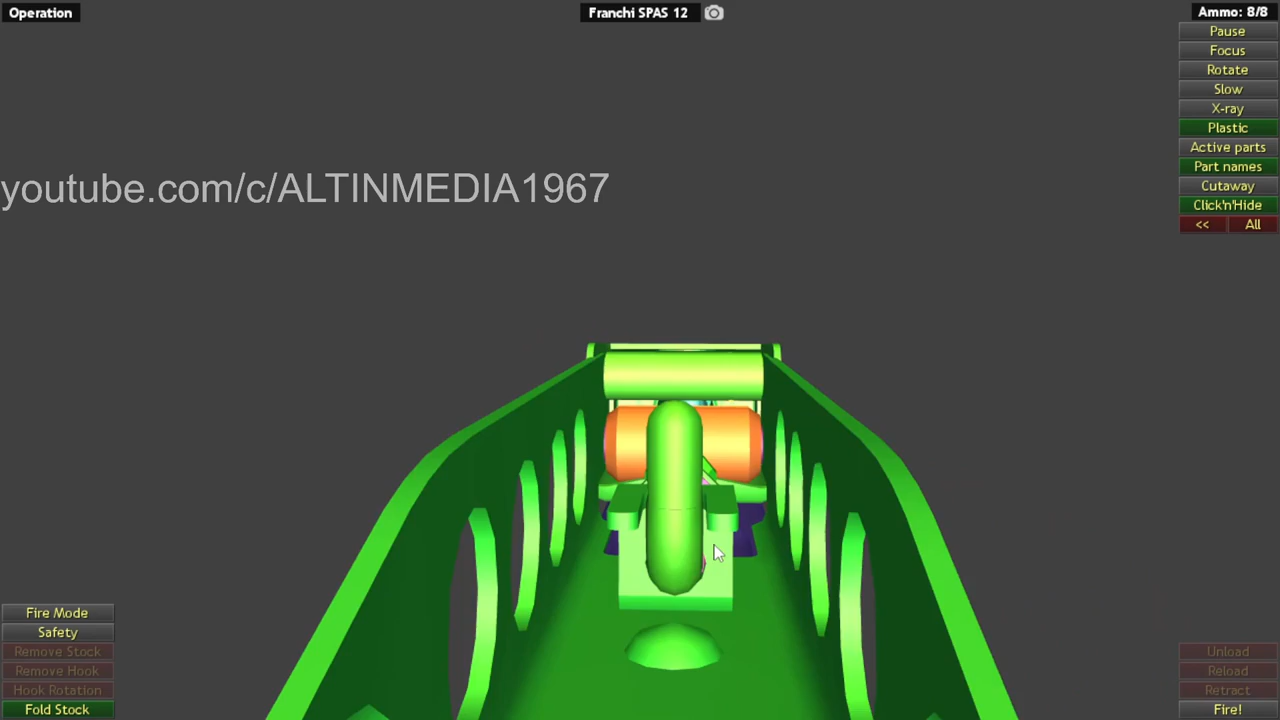 Operation
Franchi SPAS 12
Ammo: 8/8
Pause
Focus
Rotate
Slow
X-ray
Plastic
Active parts
Part names
Cutaway
Click'n'Hide
<< All
youtube.com/c/ALTINMEDIA1967
Fire Mode
Safety
Remove Stock
Remove Hook
Hook Rotation
Fold Stock
Unload
Reload
Retract
Fire!